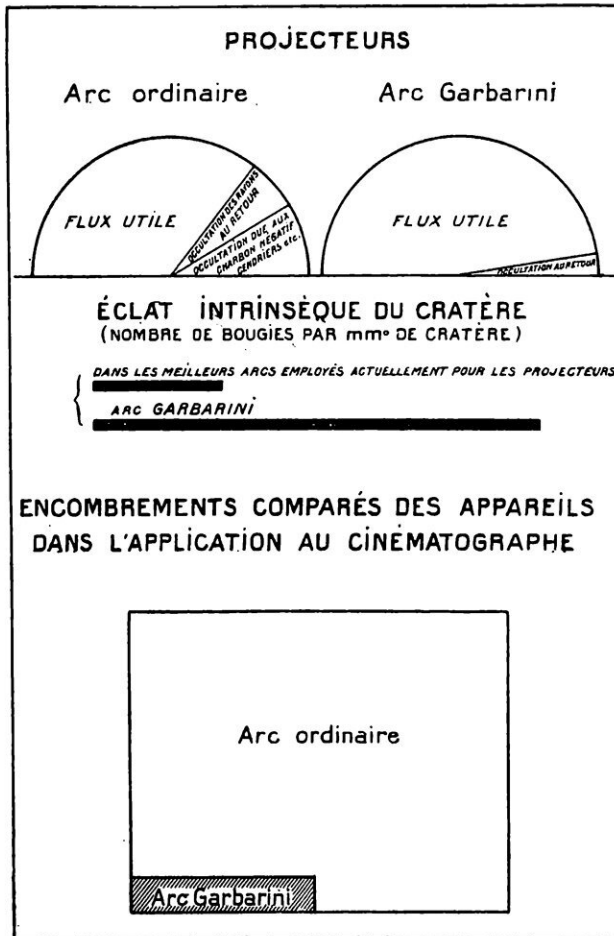 PROJECTEURS
Arc ordinaire
Arc Garbarini
FLUX UTILE
OCCULTATION DES RAYONS
AU RETOUR
OCCULTATION DUE AUX
CHARBON NÉGATIF
CENDRIERS etc.
FLUX UTILE
OCCULTATION AU RETOUR
ÉCLAT INTRINSÈQUE DU CRATÈRE
(NOMBRE DE BOUGIES PAR mm² DE CRATÈRE)
DANS LES MEILLEURS ARCS EMPLOYÉS ACTUELLEMENT POUR LES PROJECTEURS
ARC GARBARINI
ENCOMBREMENTS COMPARÉS DES APPAREILS
DANS L'APPLICATION AU CINÉMATOGRAPHE
Arc ordinaire
Arc Garbarini